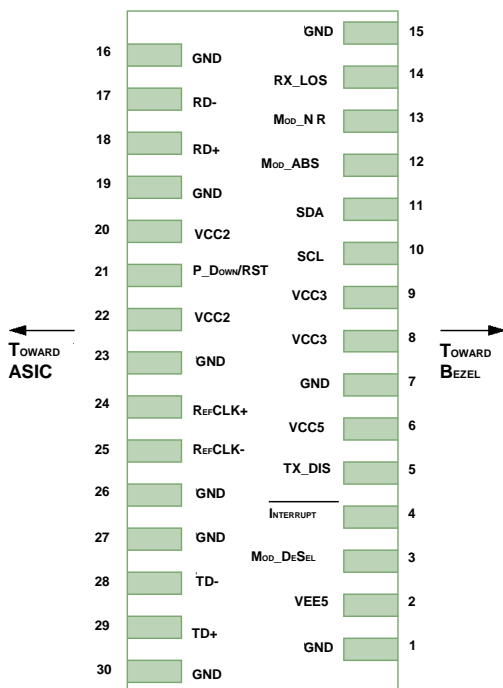 GND 15
16 GND
RX_LOS 14
17 RD-
MOD_N R 13
18 RD+
MOD_ABS 12
19 GND
SDA 11
20 VCC2
SCL 10
21 P_DOWN/RST
VCC3 9
22 VCC2
VCC3 8
TOWARD
ASIC
TOWARD
BEZEL
23 GND
GND 7
24 REFCLK+
VCC5 6
25 REFCLK-
TX_DIS 5
26 GND
INTERRUPT 4
27 GND
MOD_DESEL 3
28 TD-
VEE5 2
29 TD+
GND 1
30 GND